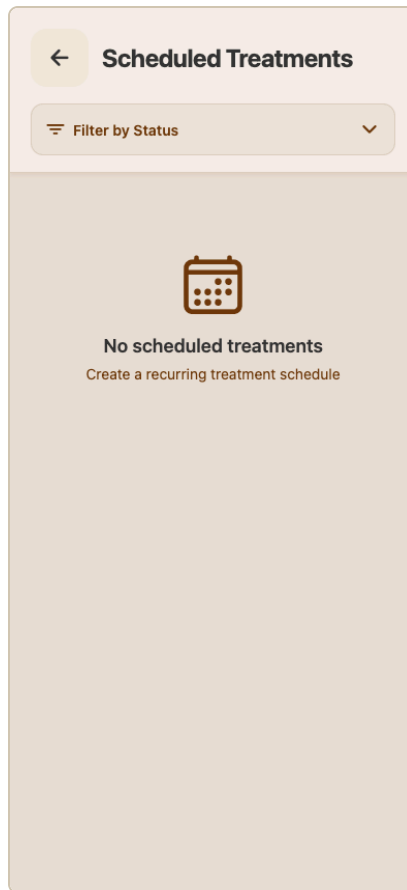 Scheduled Treatments
Filter by Status
No scheduled treatments
Create a recurring treatment schedule